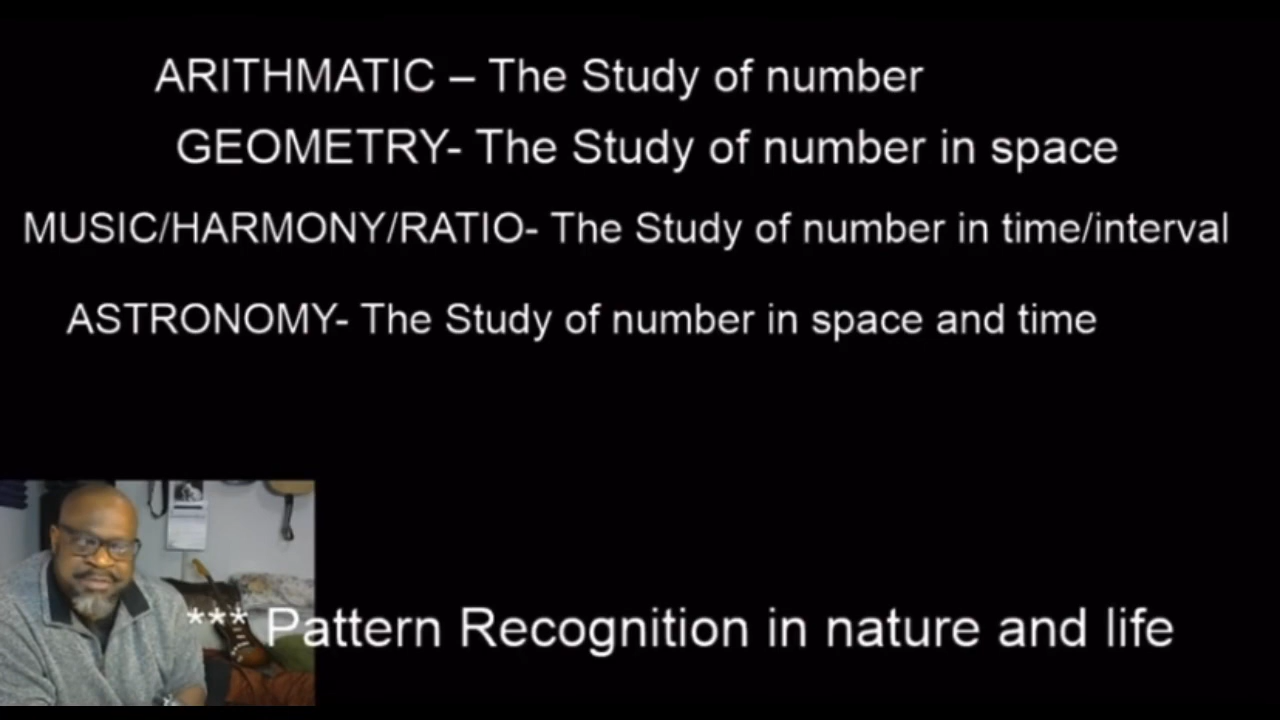 ARITHMATIC – The Study of number
GEOMETRY- The Study of number in space
MUSIC/HARMONY/RATIO- The Study of number in time/interval
ASTRONOMY- The Study of number in space and time
*** Pattern Recognition in nature and life